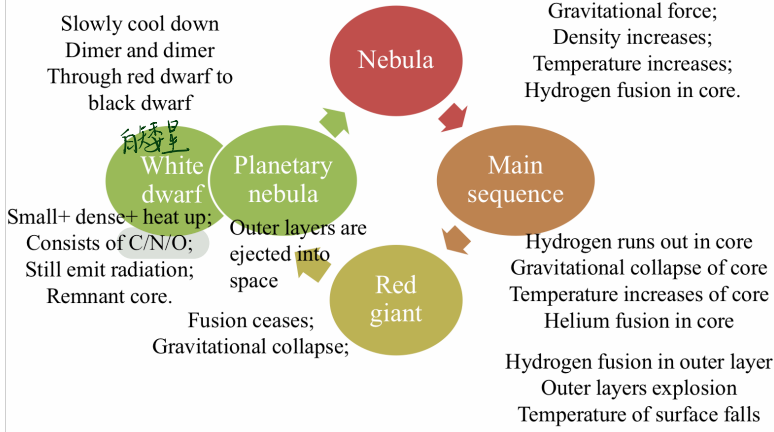 Slowly cool down
Dimer and dimer
Through red dwarf to
black dwarf
Nebula
Gravitational force;
Density increases;
Temperature increases;
Hydrogen fusion in core.
白矮星
White
dwarf
Planetary
nebula
Main
sequence
Small+ dense+ heat up;
Consists of C/N/O;
Still emit radiation;
Remnant core.
Outer layers are
ejected into
space
Hydrogen runs out in core
Gravitational collapse of core
Temperature increases of core
Helium fusion in core
Red
giant
Fusion ceases;
Gravitational collapse;
Hydrogen fusion in outer layer
Outer layers explosion
Temperature of surface falls